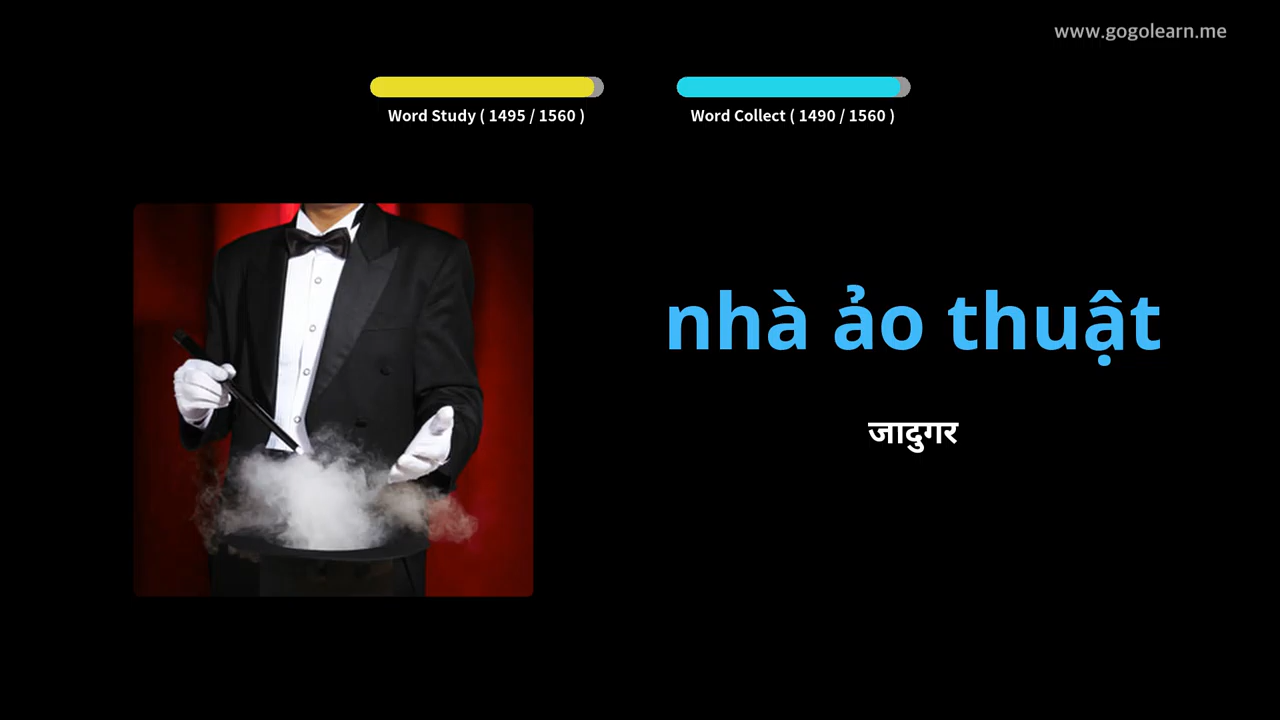 www.gogolearn.me
Word Study ( 1495 / 1560 )
Word Collect ( 1490 / 1560 )
nhà ảo thuật
जादुगर